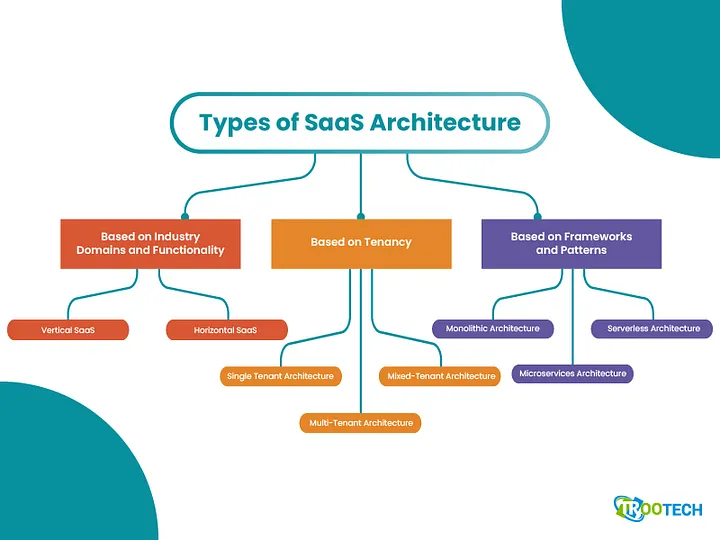 Types of SaaS Architecture
Based on Industry
Domains and Functionality
Based on Tenancy
Based on Frameworks
and Patterns
Vertical SaaS
Horizontal SaaS
Monolithic Architecture
Serverless Architecture
Single Tenant Architecture
Mixed-Tenant Architecture
Microservices Architecture
Multi-Tenant Architecture
TROOTECH